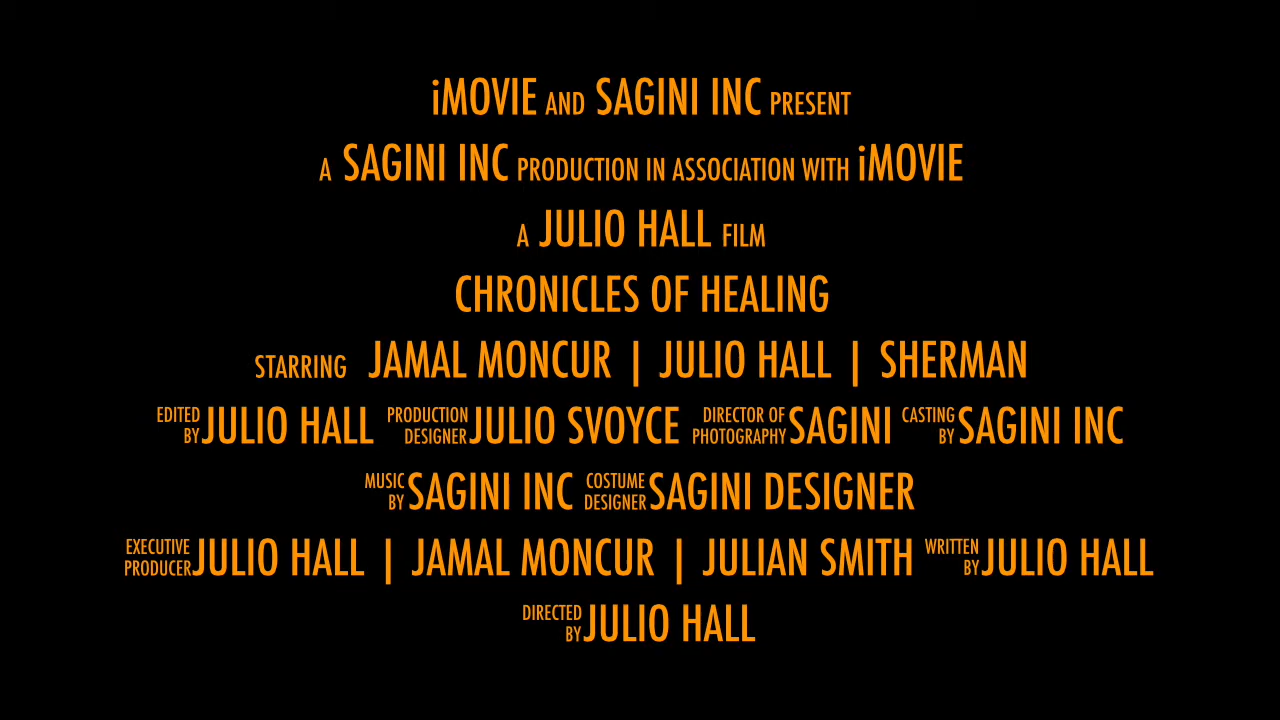 iMOVIE AND SAGINI INC PRESENT
A SAGINI INC PRODUCTION IN ASSOCIATION WITH iMOVIE
A JULIO HALL FILM
CHRONICLES OF HEALING
STARRING JAMAL MONCUR | JULIO HALL | SHERMAN
EDITED BY JULIO HALL PRODUCTION DESIGNER JULIO SVOYCE DIRECTOR OF PHOTOGRAPHY SAGINI CASTING BY SAGINI INC
MUSIC BY SAGINI INC COSTUME DESIGNER SAGINI DESIGNER
EXECUTIVE PRODUCER JULIO HALL | JAMAL MONCUR | JULIAN SMITH WRITTEN BY JULIO HALL
DIRECTED BY JULIO HALL